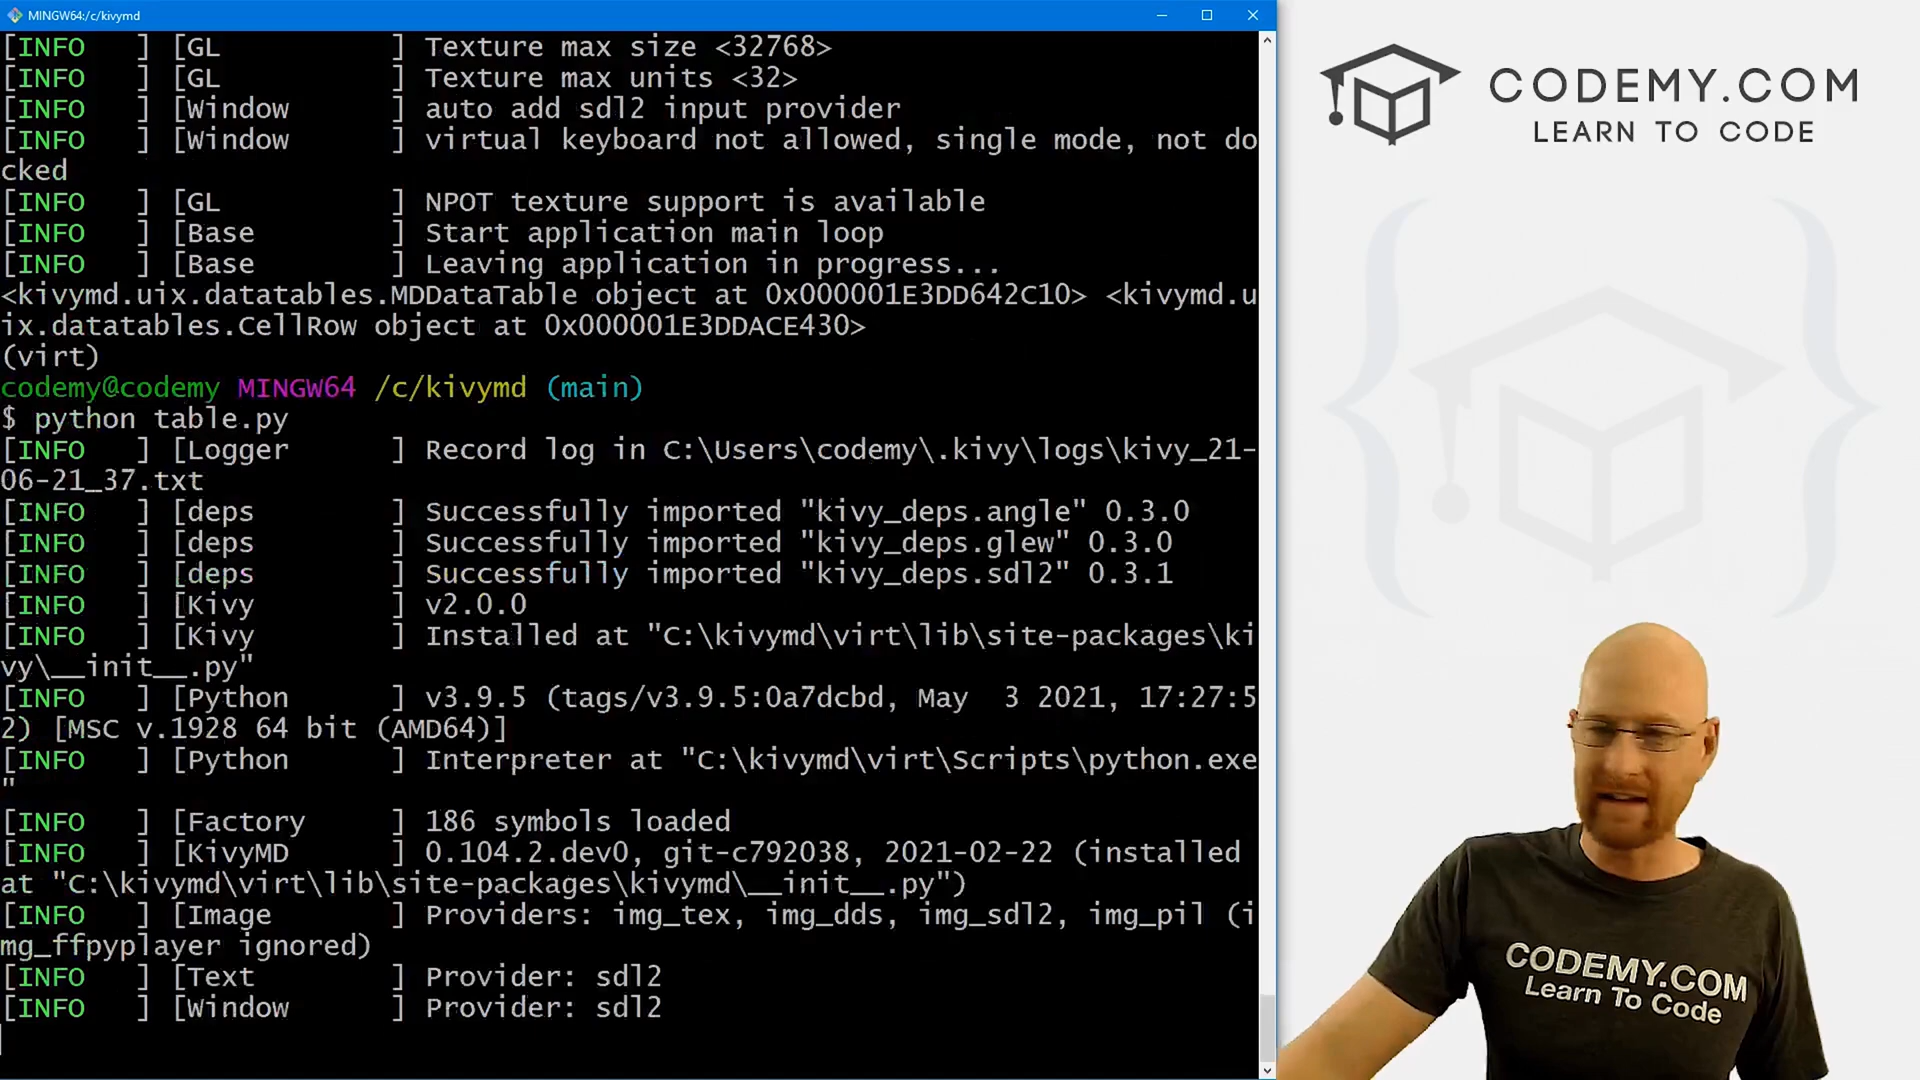 MINGW64:/c/kivymd
[INFO   ] [GL          ] Texture max size <32768>
[INFO   ] [GL          ] Texture max units <32>
[INFO   ] [Window      ] auto add sdl2 input provider
[INFO   ] [Window      ] virtual keyboard not allowed, single mode, not do
cked
[INFO   ] [GL          ] NPOT texture support is available
[INFO   ] [Base        ] Start application main loop
[INFO   ] [Base        ] Leaving application in progress...
<kivymd.uix.datatables.MDDataTable object at 0x000001E3DD642C10> <kivymd.u
ix.datatables.CellRow object at 0x000001E3DDACE430>
(virt)
codemy@codemy MINGW64 /c/kivymd (main)
$ python table.py
[INFO   ] [Logger      ] Record log in C:\Users\codemy\.kivy\logs\kivy_21-
06-21_37.txt
[INFO   ] [deps        ] Successfully imported "kivy_deps.angle" 0.3.0
[INFO   ] [deps        ] Successfully imported "kivy_deps.glew" 0.3.0
[INFO   ] [deps        ] Successfully imported "kivy_deps.sdl2" 0.3.1
[INFO   ] [Kivy        ] v2.0.0
[INFO   ] [Kivy        ] Installed at "C:\kivymd\virt\lib\site-packages\ki
vy\__init__.py"
[INFO   ] [Python      ] v3.9.5 (tags/v3.9.5:0a7dcbd, May  3 2021, 17:27:5
2) [MSC v.1928 64 bit (AMD64)]
[INFO   ] [Python      ] Interpreter at "C:\kivymd\virt\Scripts\python.exe
"
[INFO   ] [Factory     ] 186 symbols loaded
[INFO   ] [KivyMD      ] 0.104.2.dev0, git-c792038, 2021-02-22 (installed
at "C:\kivymd\virt\lib\site-packages\kivymd\__init__.py")
[INFO   ] [Image       ] Providers: img_tex, img_dds, img_sdl2, img_pil (i
mg_ffpyplayer ignored)
[INFO   ] [Text        ] Provider: sdl2
[INFO   ] [Window      ] Provider: sdl2
CODEMY.COM
LEARN TO CODE
CODEMY.COM
Learn To Code